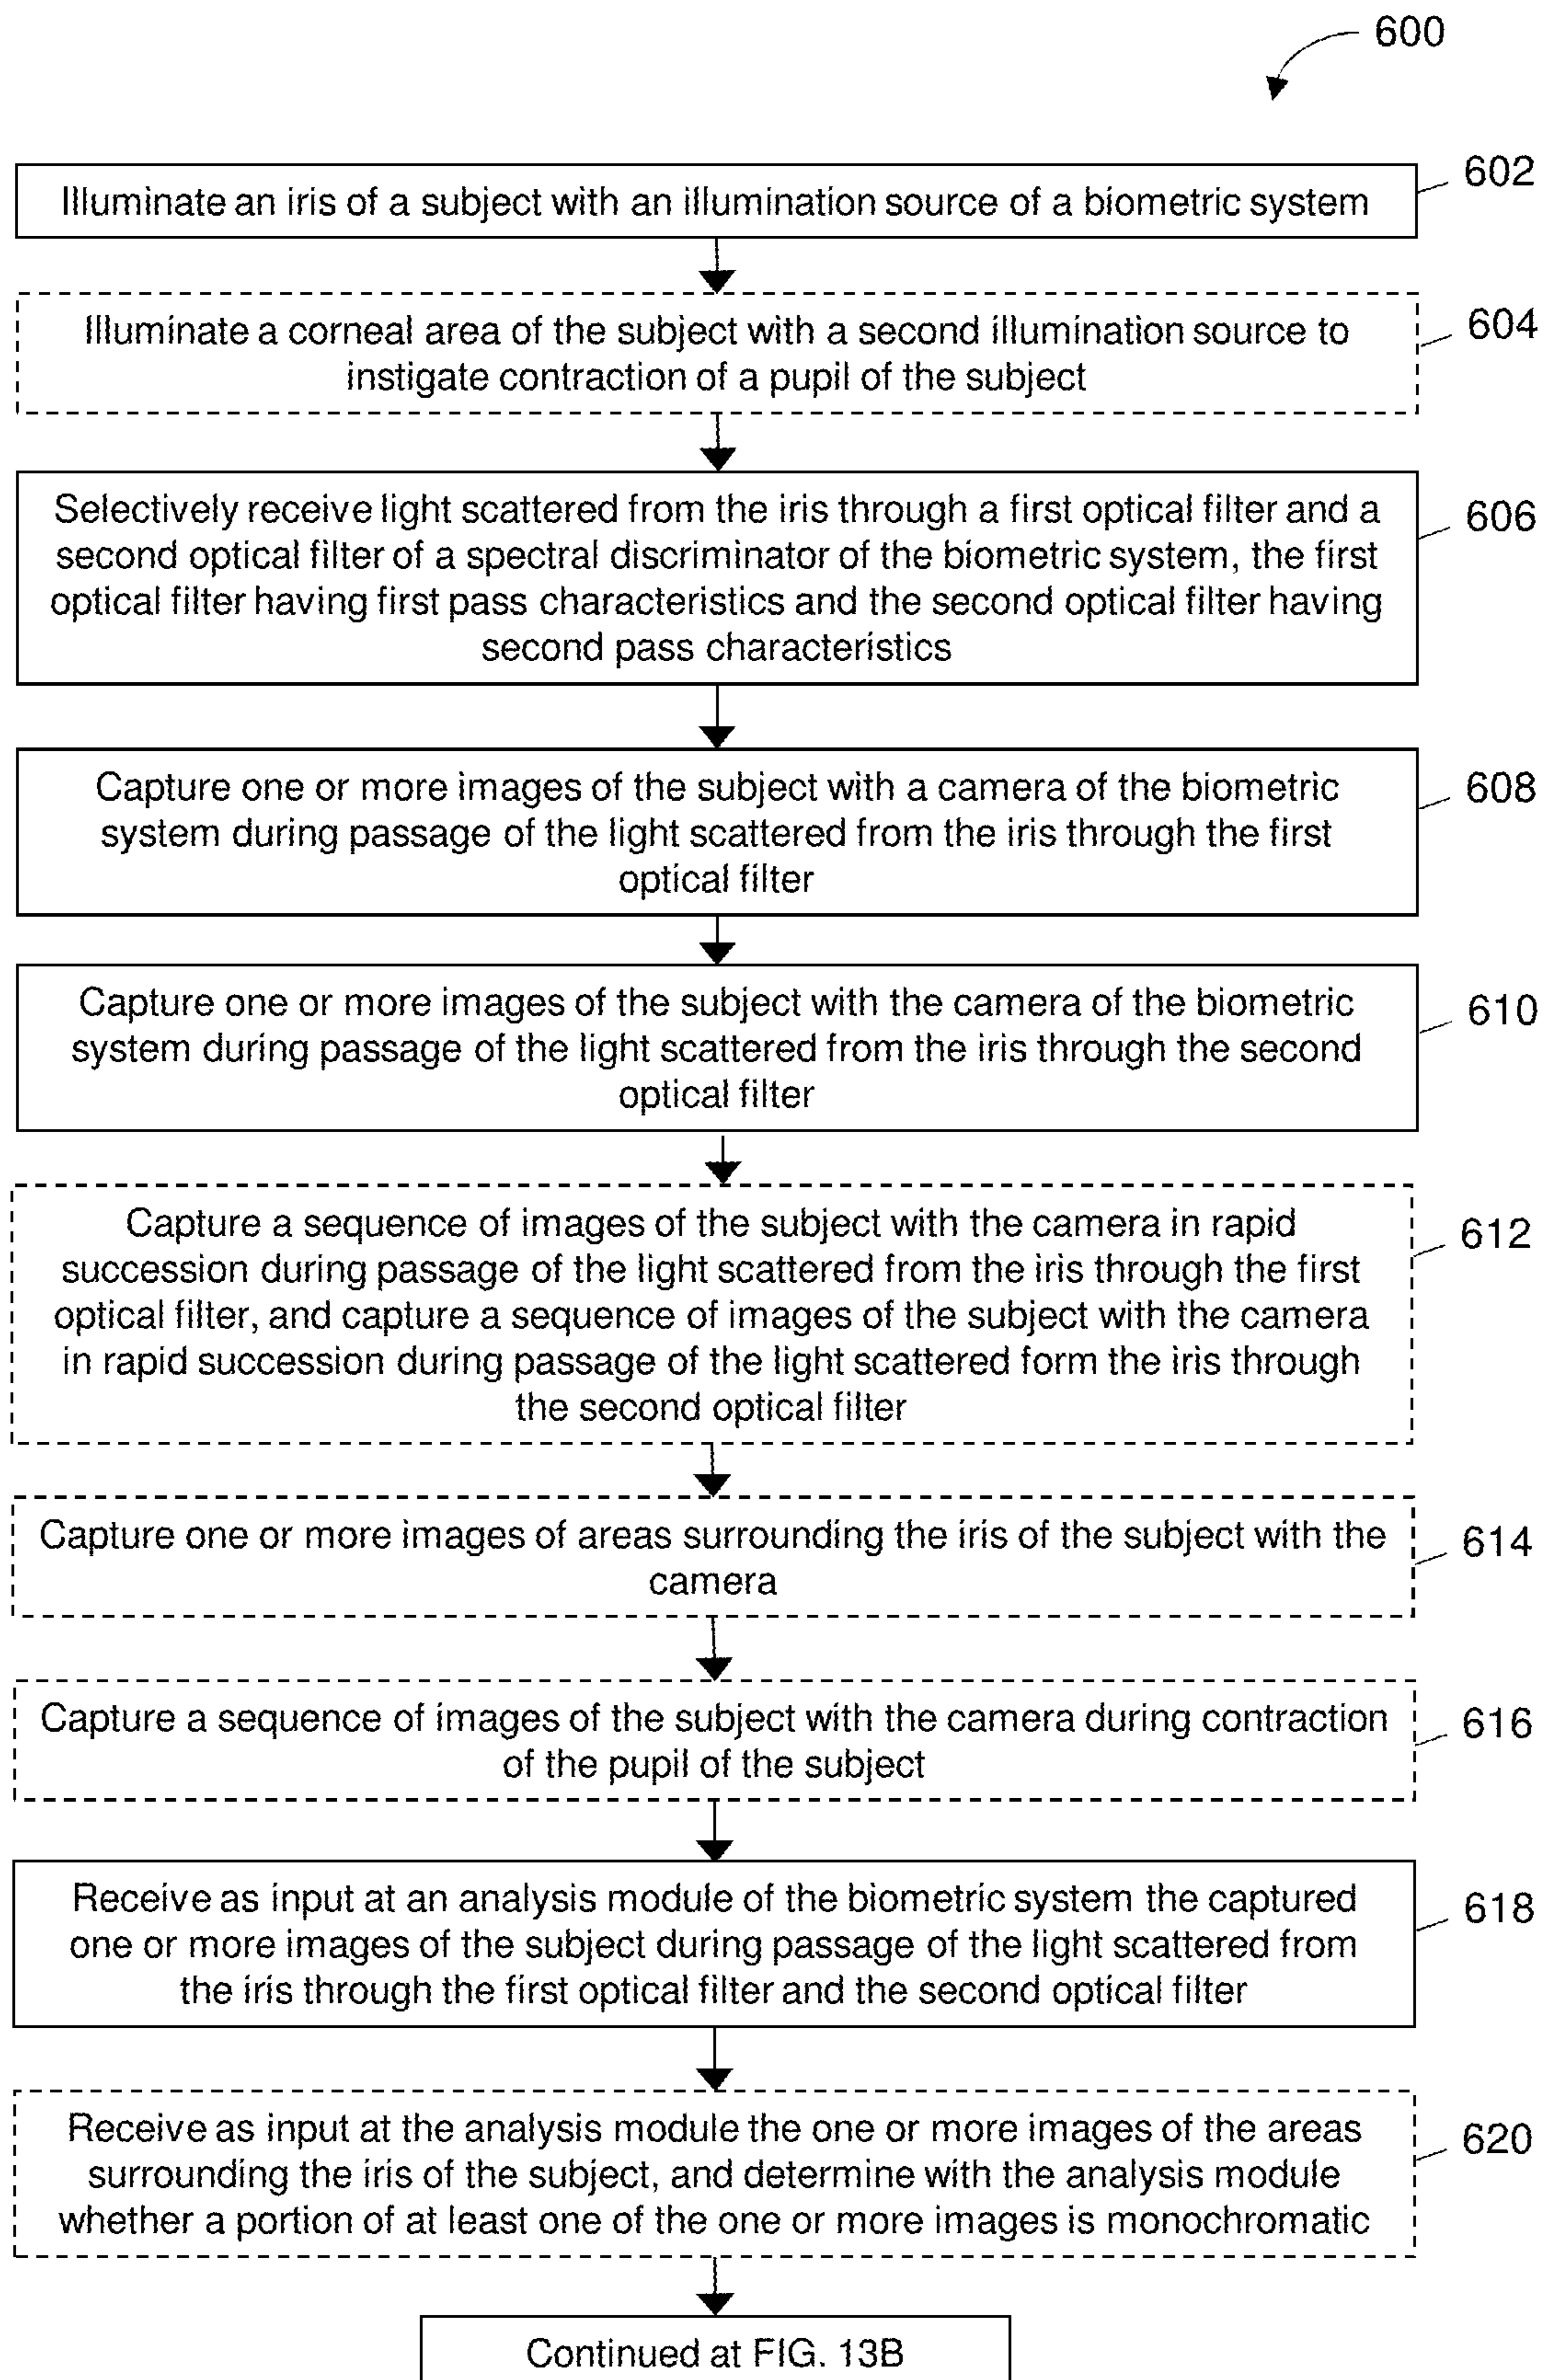 600
602
Illuminate an iris of a subject with an illumination source of a biometric system
604
Illuminate a corneal area of the subject with a second illumination source to
instigate contraction of a pupil of the subject
606
Selectively receive light scattered from the iris through a first optical filter and a
second optical filter of a spectral discriminator of the biometric system, the first
optical filter having first pass characteristics and the second optical filter having
second pass characteristics
608
Capture one or more images of the subject with a camera of the biometric
system during passage of the light scattered from the iris through the first
optical filter
610
Capture one or more images of the subject with the camera of the biometric
system during passage of the light scattered from the iris through the second
optical filter
612
Capture a sequence of images of the subject with the camera in rapid
succession during passage of the light scattered from the iris through the first
optical filter, and capture a sequence of images of the subject with the camera
in rapid succession during passage of the light scattered form the iris through
the second optical filter
614
Capture one or more images of areas surrounding the iris of the subject with the
camera
616
Capture a sequence of images of the subject with the camera during contraction
of the pupil of the subject
618
Receive as input at an analysis module of the biometric system the captured
one or more images of the subject during passage of the light scattered from
the iris through the first optical filter and the second optical filter
620
Receive as input at the analysis module the one or more images of the areas
surrounding the iris of the subject, and determine with the analysis module
whether a portion of at least one of the one or more images is monochromatic
Continued at FIG. 13B